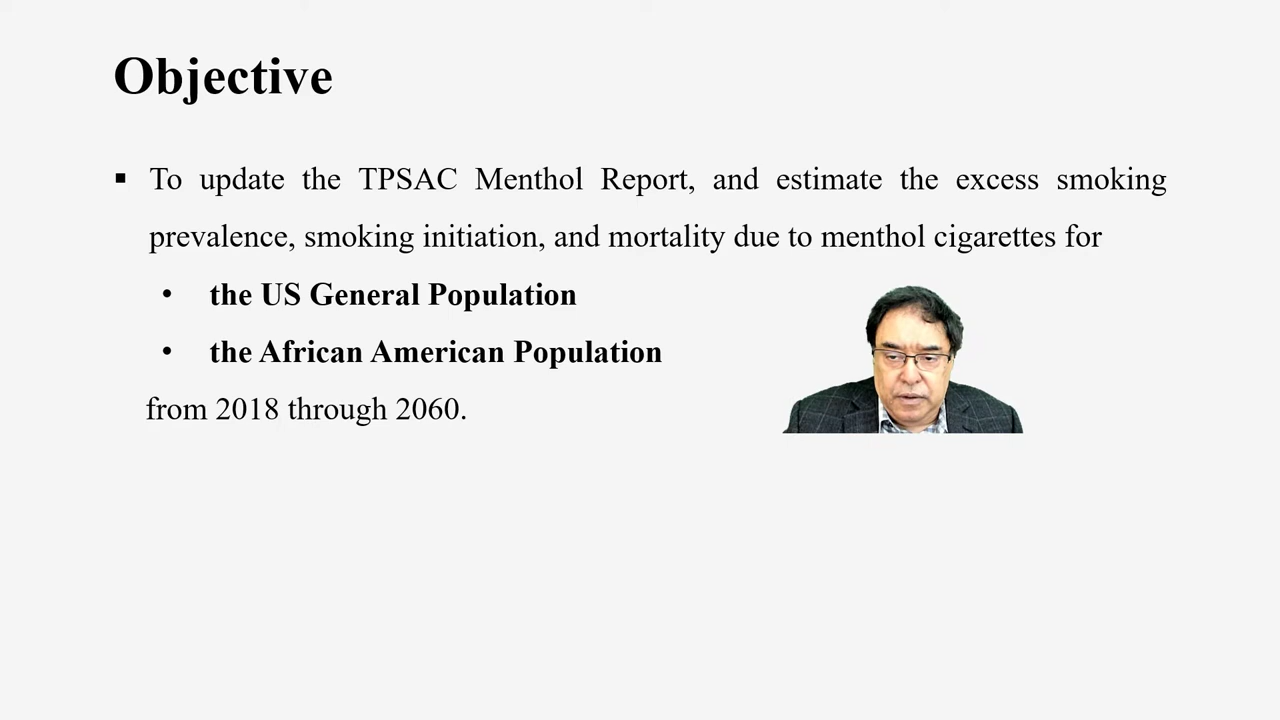 Objective
▪ To update the TPSAC Menthol Report, and estimate the excess smoking
prevalence, smoking initiation, and mortality due to menthol cigarettes for
• the US General Population
• the African American Population
from 2018 through 2060.